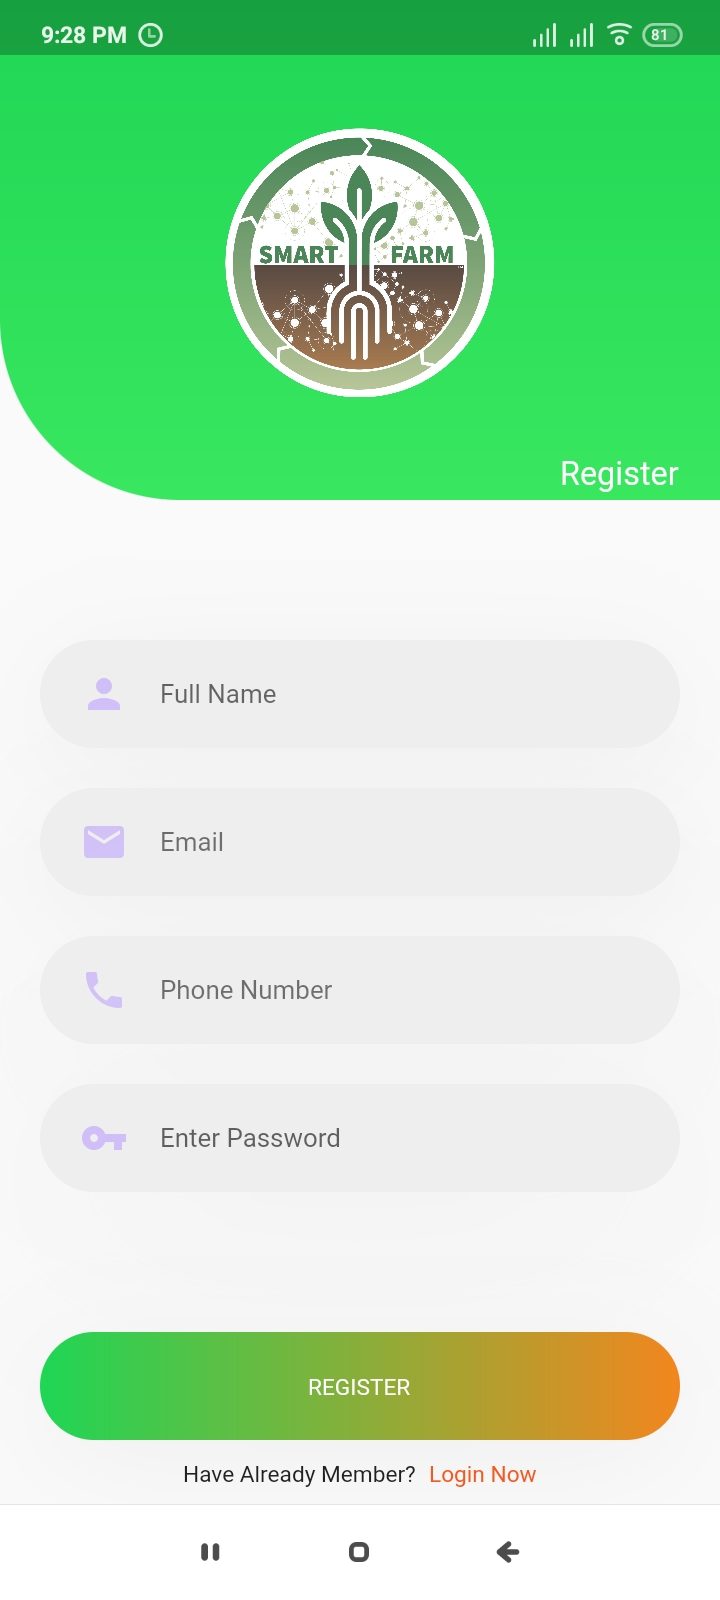 9:28 PM 81
SMART FARM
Register
Full Name
Email
Phone Number
Enter Password
REGISTER
Have Already Member? Login Now